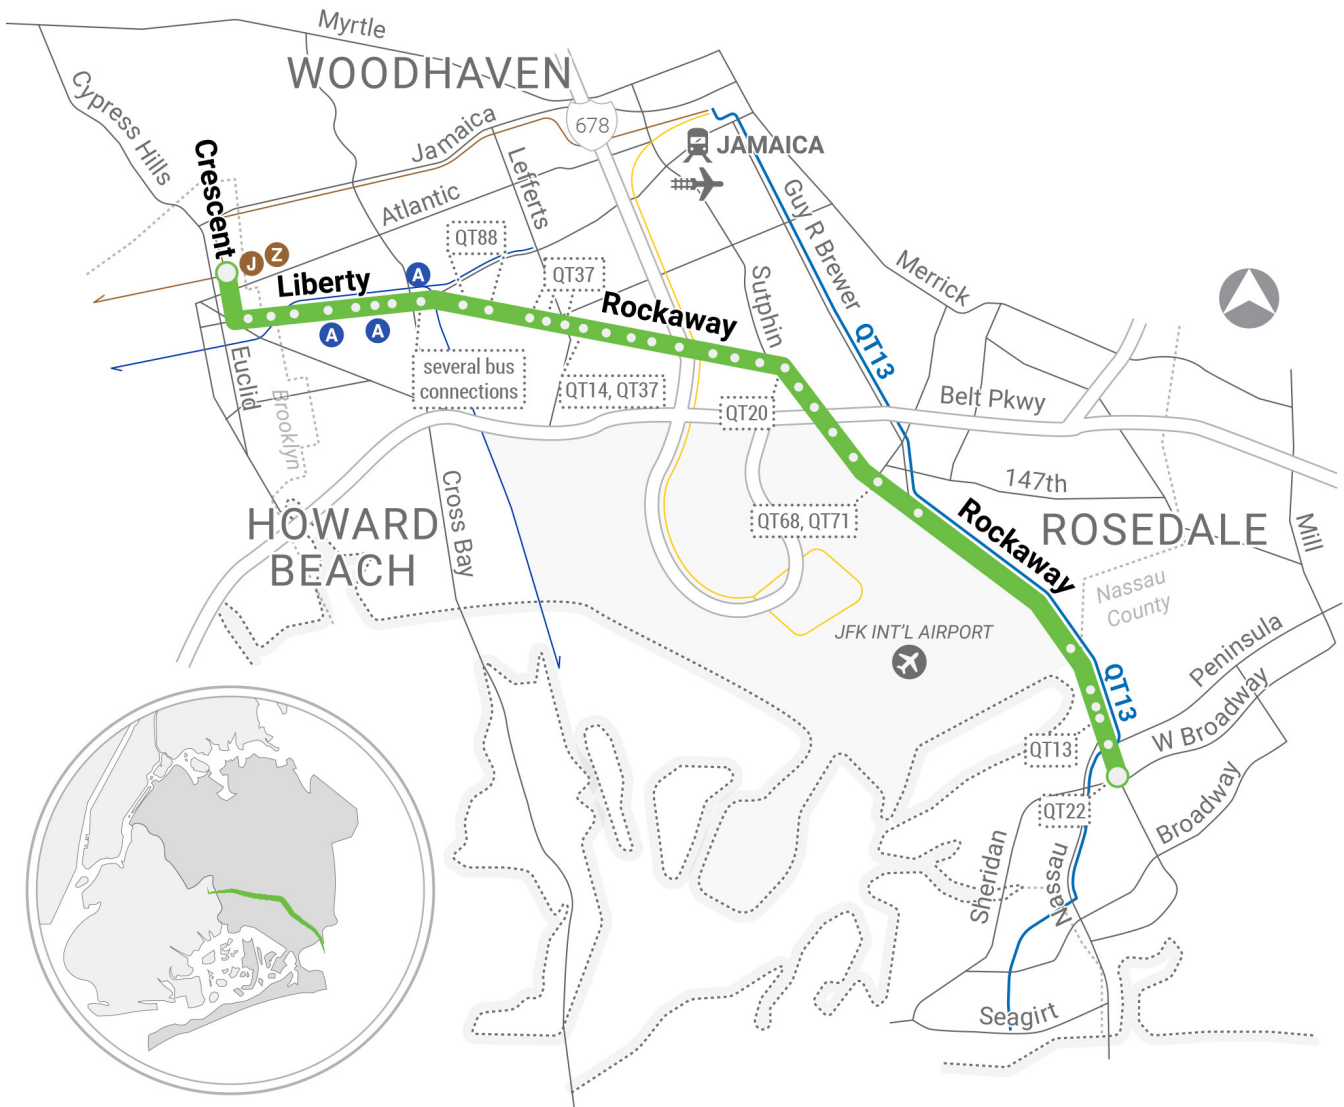 Myrtle
WOODHAVEN
Cypress Hills
678
Jamaica
JAMAICA
Crescent
Lefferts
Atlantic
Guy R Brewer
QT88
J
Z
A
Liberty
QT37
Merrick
Sutphin
Rockaway
A
A
QT13
Euclid
several bus
connections
QT14, QT37
Belt Pkwy
QT20
Brooklyn
147th
Cross Bay
HOWARD
BEACH
QT68, QT71
Rockaway
ROSEDALE
Mill
Nassau
County
JFK INT'L AIRPORT
Peninsula
QT13
W Broadway
QT13
QT22
Broadway
Sheridan
Nassau
Seagirt